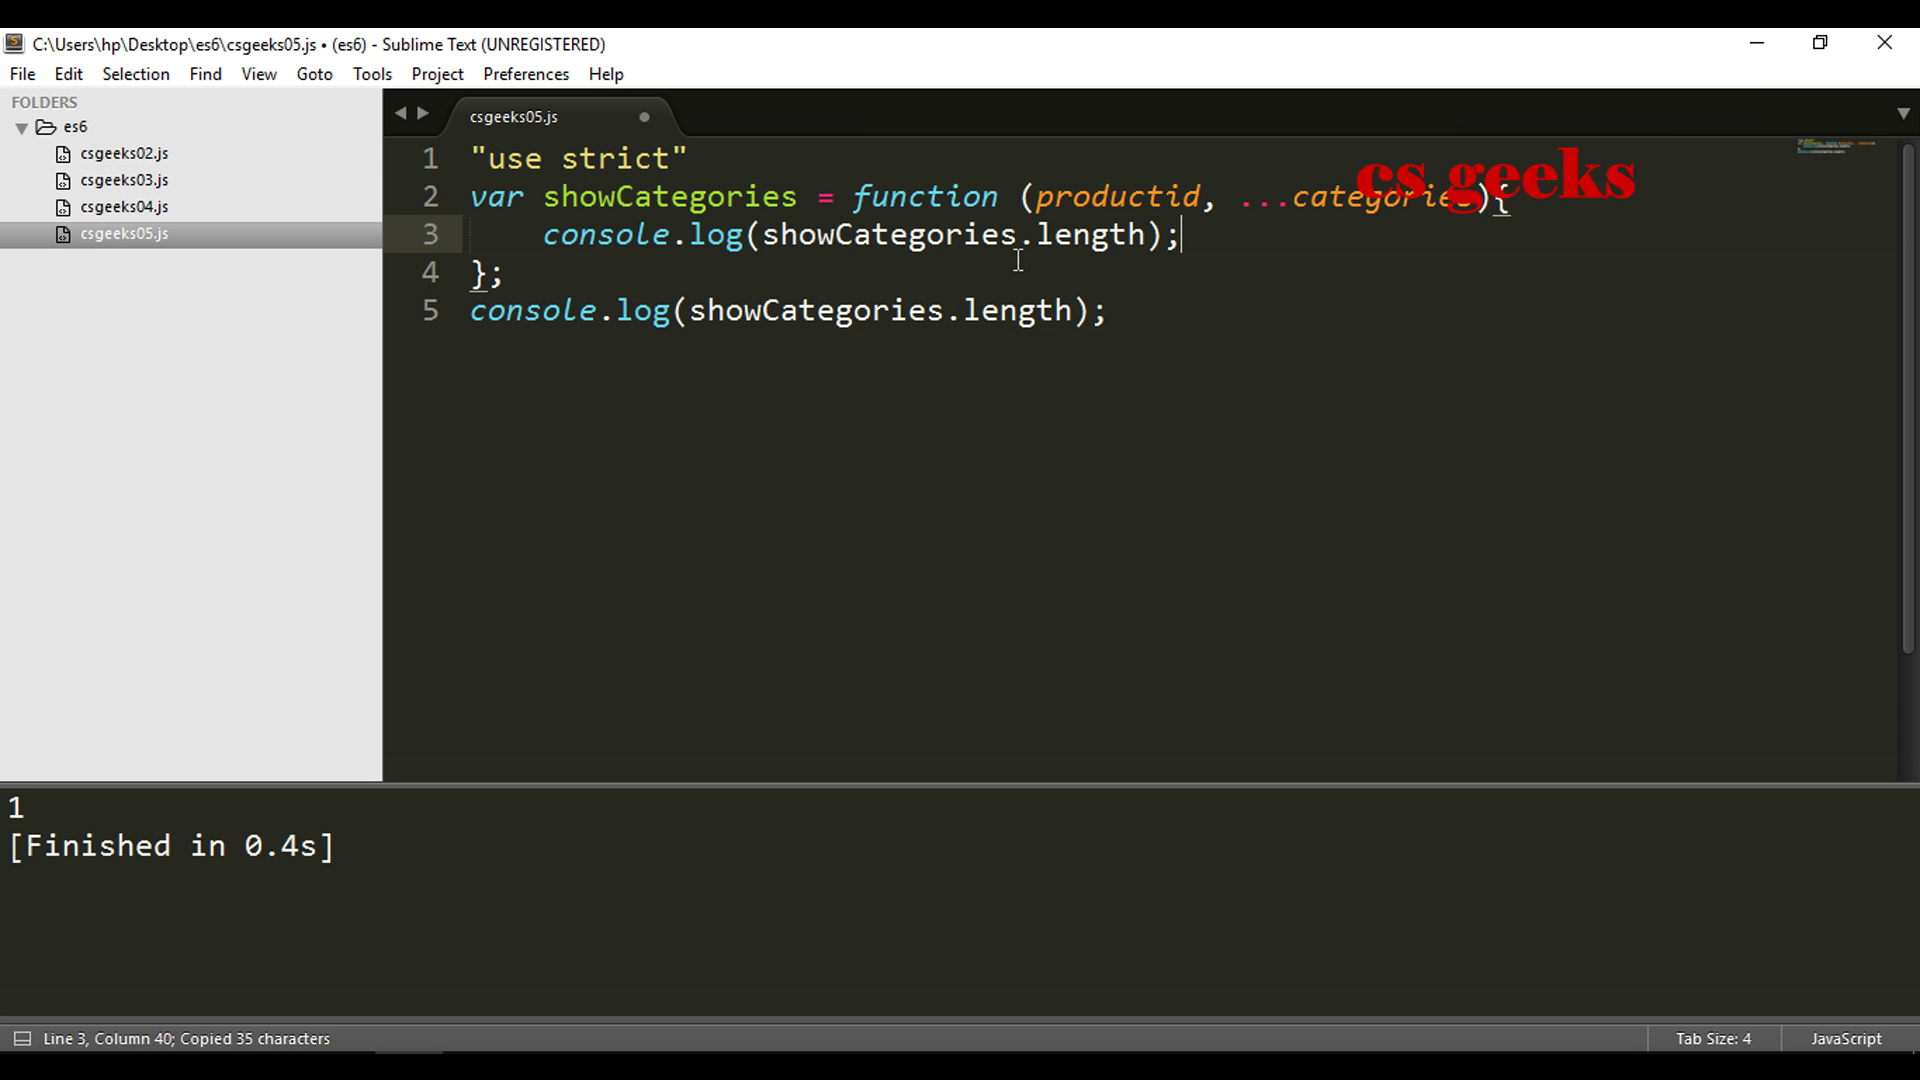 C:\Users\hp\Desktop\es6\csgeeks05.js • (es6) - Sublime Text (UNREGISTERED)
File Edit Selection Find View Goto Tools Project Preferences Help
FOLDERS
es6
csgeeks02.js
csgeeks03.js
csgeeks04.js
csgeeks05.js
csgeeks05.js
cs geeks
1 "use strict"
2 var showCategories = function (productid, ...categories){
3 console.log(showCategories.length);
4 };
5 console.log(showCategories.length);
1
[Finished in 0.4s]
Line 3, Column 40; Copied 35 characters
Tab Size: 4
JavaScript